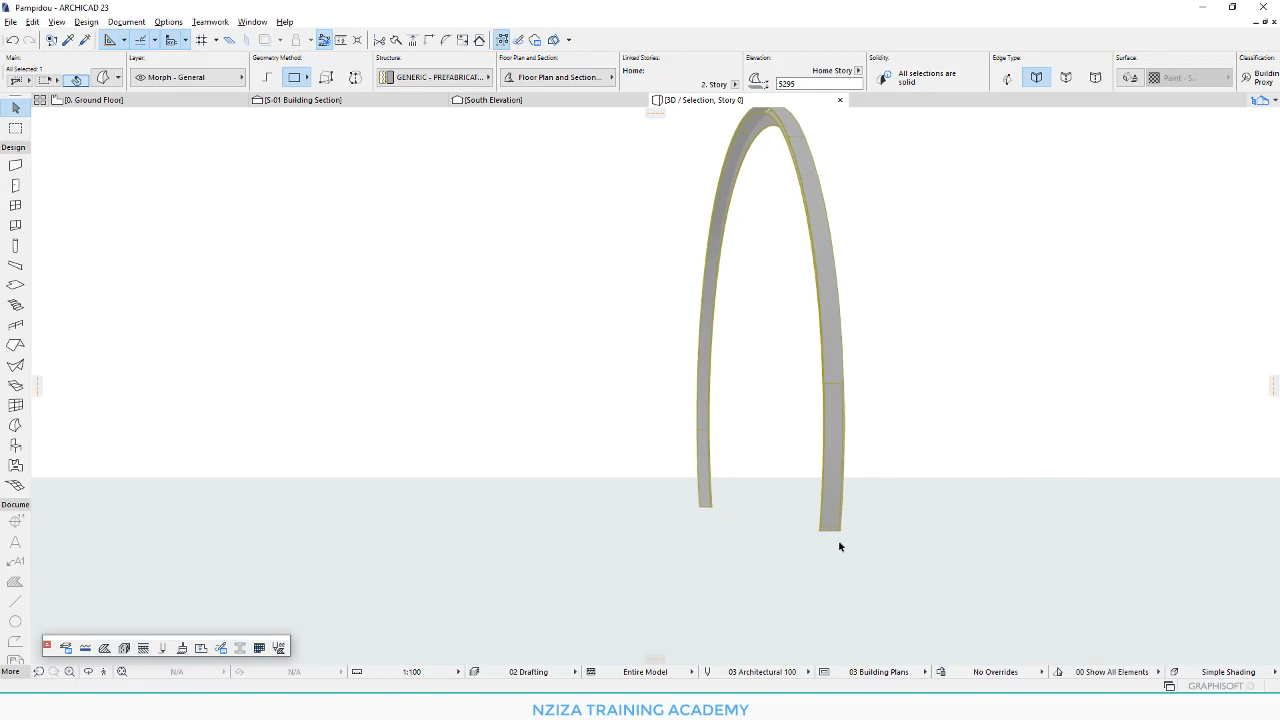 Pampidou - ARCHICAD 23
File Edit View Design Document Options Teamwork Window Help
Main: Layer: Geometry Method: Structure: Floor Plan and Section: Linked Stories: Elevation: Solidity: Edge Type: Surface: Classification
All Selected: 1 Morph - General GENERIC - PREFABRICAT... Floor Plan and Section... Home: 2. Story Home Story 5295 All selections are solid Paint - S... Building Proxy
[0. Ground Floor] [S-01 Building Section] [South Elevation] [3D / Selection, Story 0]
Design
Docume
A
A1
More N/A N/A 1:100 02 Drafting Entire Model 03 Architectural 100 03 Building Plans No Overrides 00 Show All Elements Simple Shading
GRAPHISOFT
NZIZA TRAINING ACADEMY